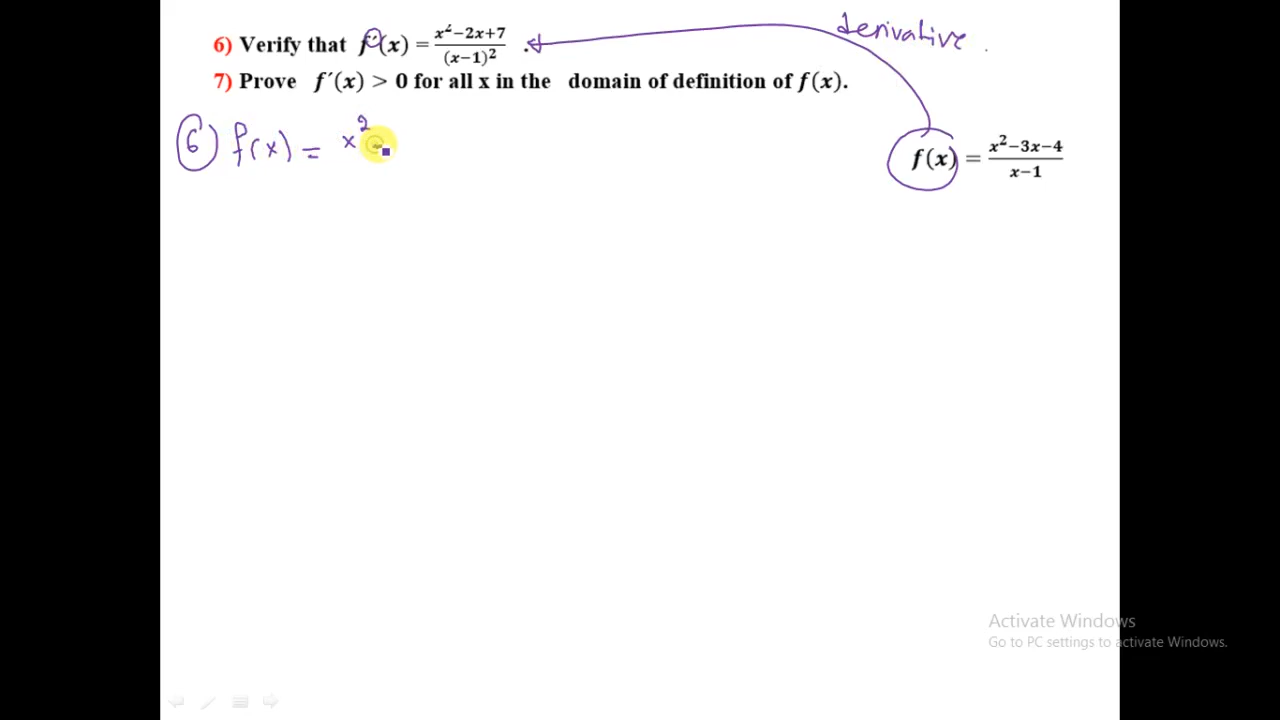 6) Verify that f´(x) = x²−2x+7 / (x−1)² .
derivative .
7) Prove f´(x) > 0 for all x in the domain of definition of f(x).
⑥ f(x) = x²
f(x) = x²−3x−4 / x−1
Activate Windows
Go to PC settings to activate Windows.